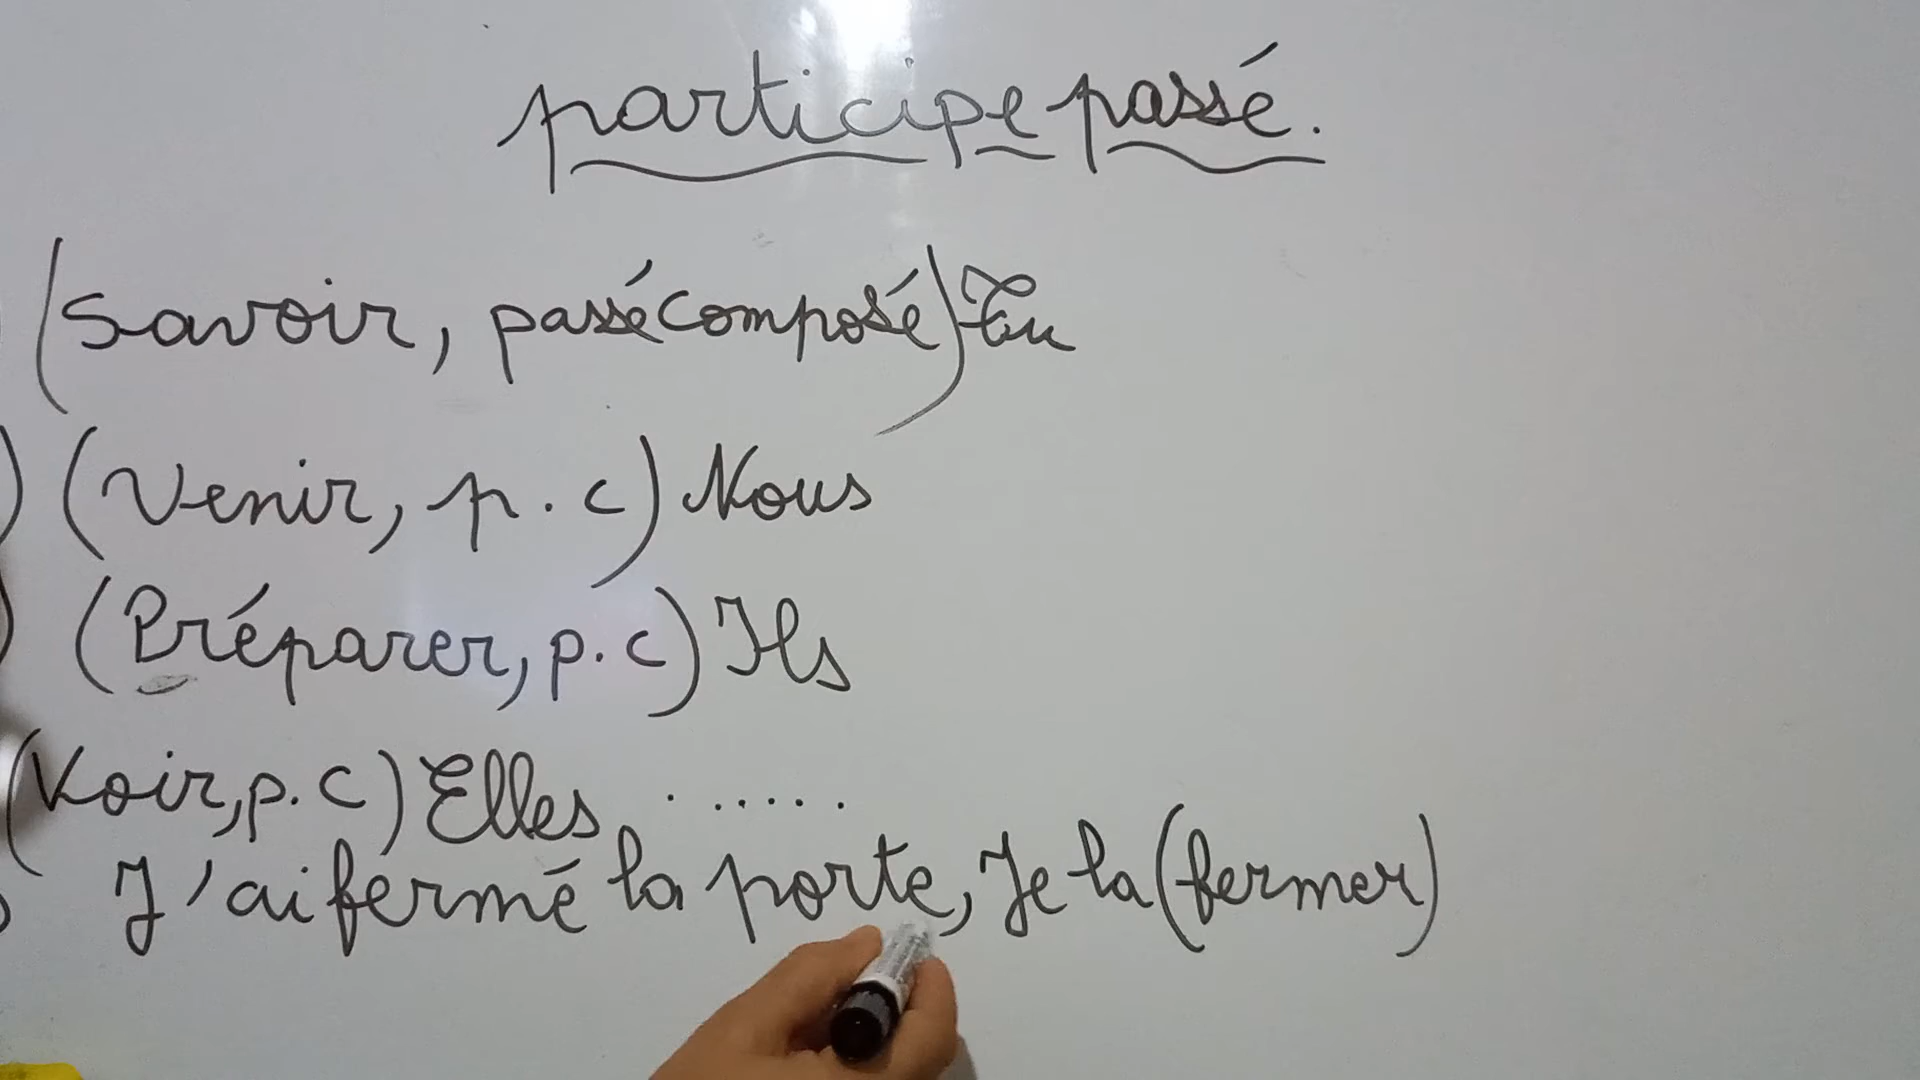 participe passé.
(Savoir, passé composé) Tu
) (Venir, p.c) Nous
(Préparer, p.c) Ils
(Voir, p.c) Elles . .....
J'ai fermé la porte, Je la (fermer)